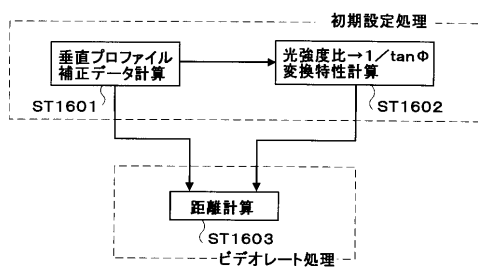 初期設定処理
垂直プロファイル
補正データ計算
光強度比→1／tanΦ
変換特性計算
ST1601
ST1602
距離計算
ST1603
ビデオレート処理